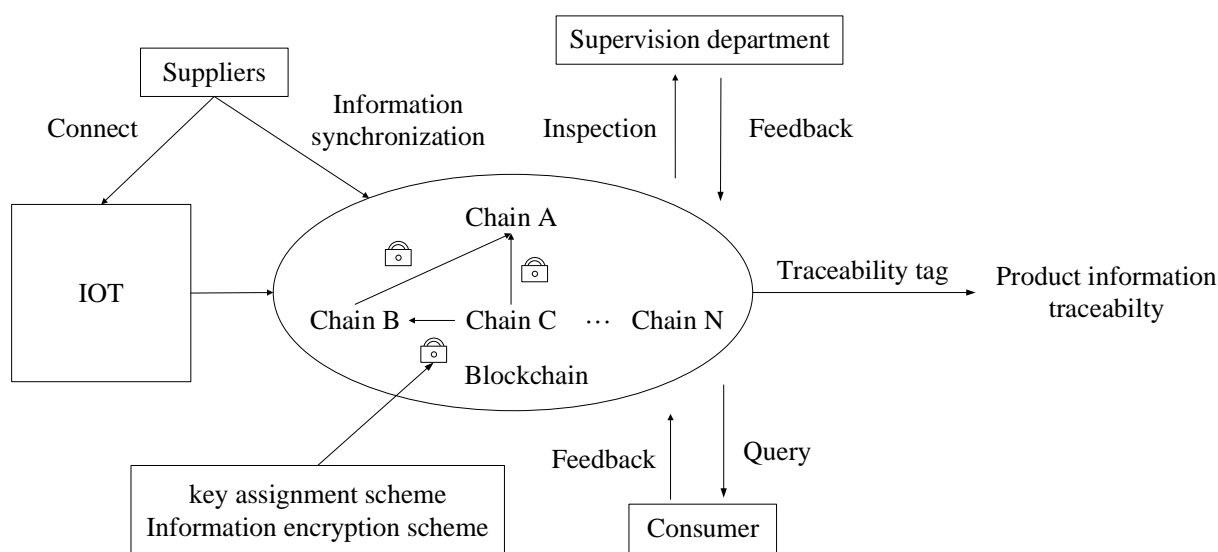 Supervision department
Suppliers
Connect
Information
synchronization
Inspection
Feedback
Chain A
IOT
Traceability tag
Product information
traceabilty
Chain B
Chain C
…
Chain N
Blockchain
Feedback
Query
key assignment scheme
Information encryption scheme
Consumer